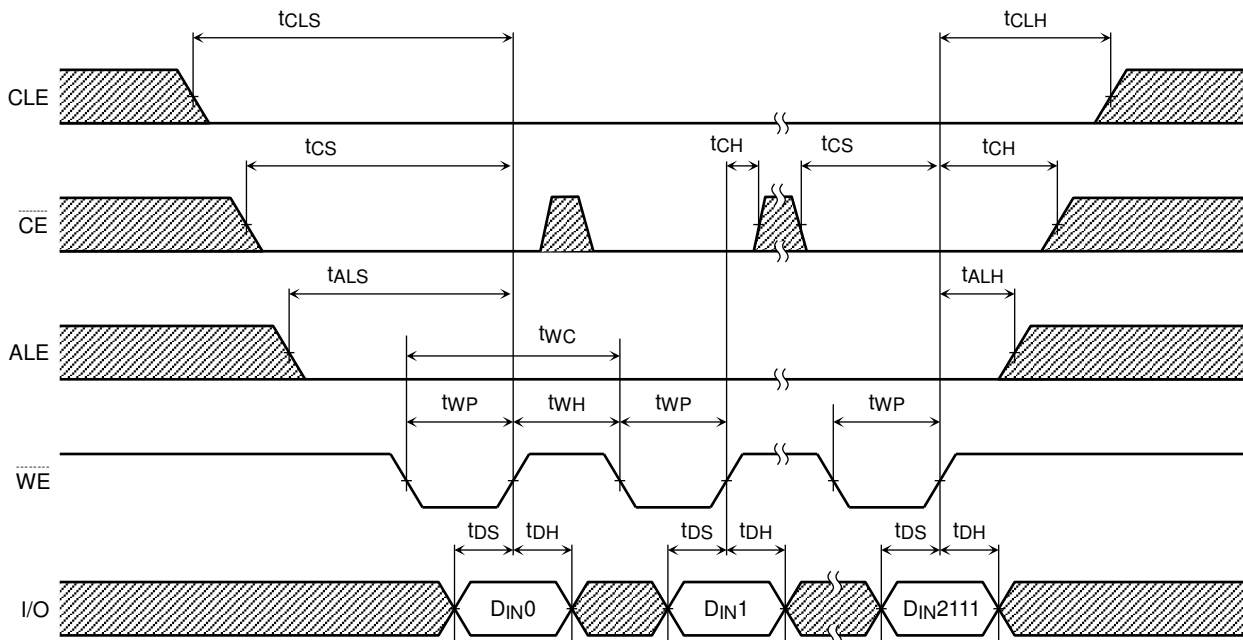 tCLS tCLH
CLE
tCS tCH tCS tCH
CE
tALS tALH
ALE
tWC
tWP tWH tWP tWP
WE
tDS tDH tDS tDH tDS tDH
I/O DIN0 DIN1 DIN2111